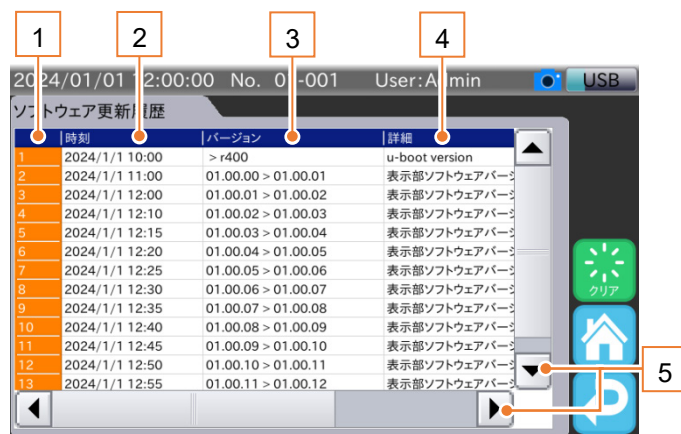 1 2 3 4
2024/01/01 12:00:00 No. 01-001 User:Admin USB
ソフトウェア更新履歴
時刻 バージョン 詳細
1 2024/1/1 10:00 > r400 u-boot version
2 2024/1/1 11:00 01.00.00 > 01.00.01 表示部ソフトウェアバージ
3 2024/1/1 12:00 01.00.01 > 01.00.02 表示部ソフトウェアバージ
4 2024/1/1 12:10 01.00.02 > 01.00.03 表示部ソフトウェアバージ
5 2024/1/1 12:15 01.00.03 > 01.00.04 表示部ソフトウェアバージ
6 2024/1/1 12:20 01.00.04 > 01.00.05 表示部ソフトウェアバージ
7 2024/1/1 12:25 01.00.05 > 01.00.06 表示部ソフトウェアバージ
8 2024/1/1 12:30 01.00.06 > 01.00.07 表示部ソフトウェアバージ
9 2024/1/1 12:35 01.00.07 > 01.00.08 表示部ソフトウェアバージ
10 2024/1/1 12:40 01.00.08 > 01.00.09 表示部ソフトウェアバージ
11 2024/1/1 12:45 01.00.09 > 01.00.10 表示部ソフトウェアバージ
12 2024/1/1 12:50 01.00.10 > 01.00.11 表示部ソフトウェアバージ
13 2024/1/1 12:55 01.00.11 > 01.00.12 表示部ソフトウェアバージ
クリア
5